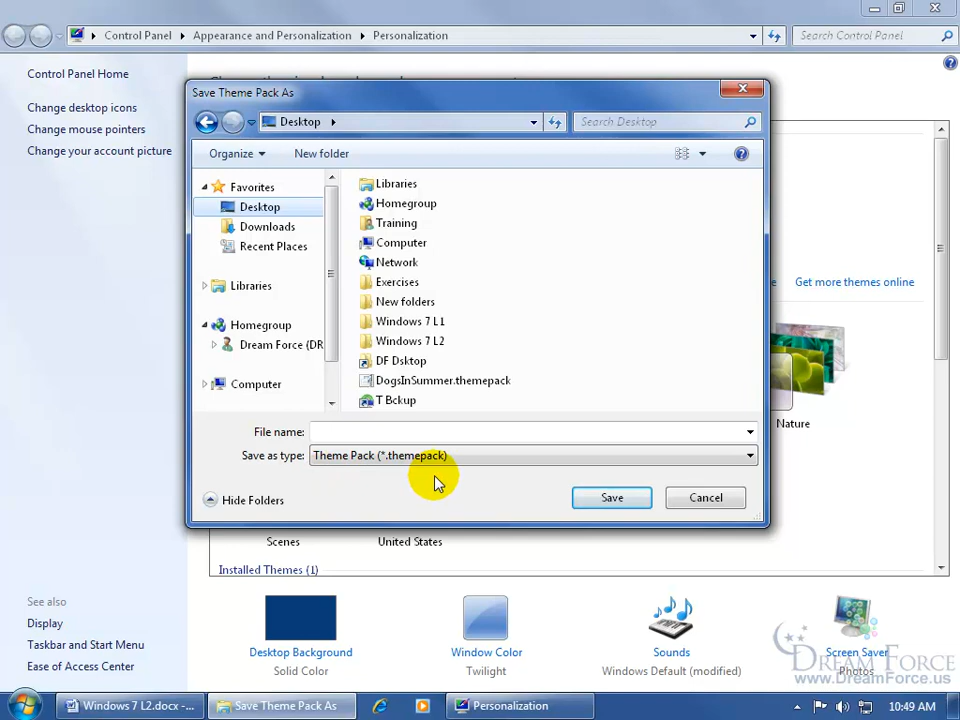 Control Panel Appearance and Personalization Personalization Search Control Panel
Control Panel Home
Change desktop icons
Change mouse pointers
Change your account picture
Save Theme Pack As
Desktop Search Desktop
Organize New folder
Favorites
Desktop
Downloads
Recent Places
Libraries
Homegroup
Dream Force (DR
Computer
Libraries
Homegroup
Training
Computer
Network
Exercises
New folders
Windows 7 L1
Windows 7 L2
DF Dsktop
DogsInSummer.themepack
T Bckup
File name:
Save as type: Theme Pack (*.themepack)
Hide Folders Save Cancel
Get more themes online
Nature
Scenes United States
Installed Themes (1)
See also
Display
Taskbar and Start Menu
Ease of Access Center
Desktop Background
Solid Color
Window Color
Twilight
Sounds
Windows Default (modified)
Screen Saver
Photos
DREAM FORCE
www.DreamForce.us
Windows 7 L2.docx -... Save Theme Pack As Personalization 10:49 AM